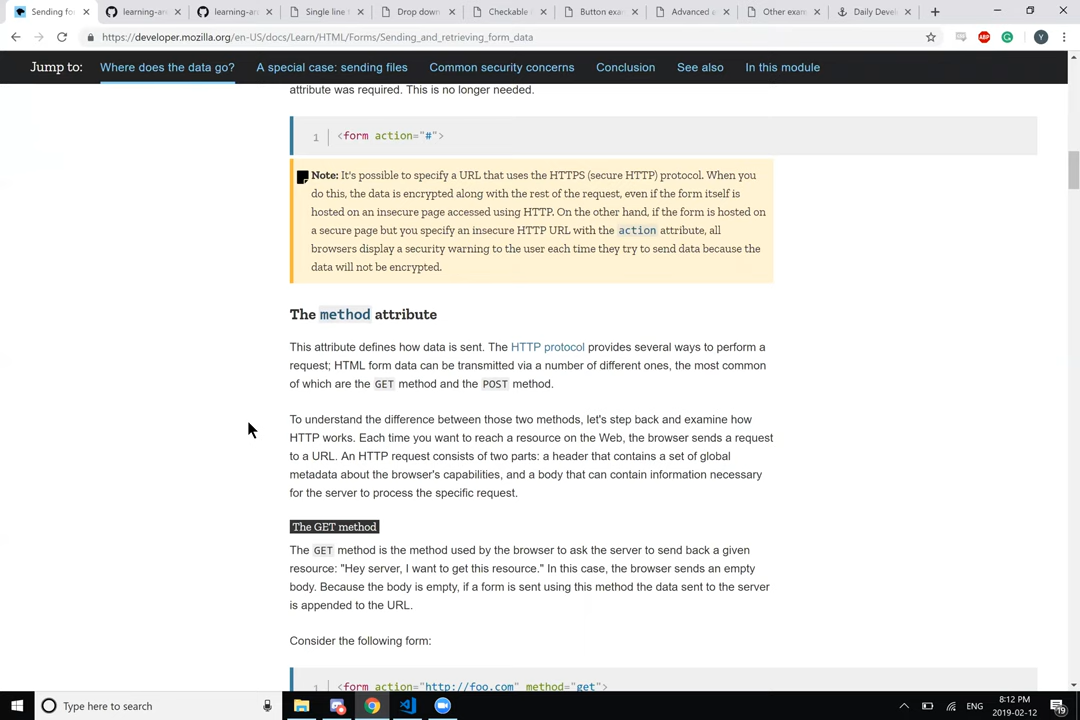 Sending fo
learning-ar
learning-ar
Single line t
Drop down
Checkable
Button exa
Advanced a
Other exam
Daily Devel
https://developer.mozilla.org/en-US/docs/Learn/HTML/Forms/Sending_and_retrieving_form_data
ABP
G
Y
Jump to: Where does the data go? A special case: sending files Common security concerns Conclusion See also In this module
attribute was required. This is no longer needed.
1 <form action="#">
Note: It's possible to specify a URL that uses the HTTPS (secure HTTP) protocol. When you
do this, the data is encrypted along with the rest of the request, even if the form itself is
hosted on an insecure page accessed using HTTP. On the other hand, if the form is hosted on
a secure page but you specify an insecure HTTP URL with the action attribute, all
browsers display a security warning to the user each time they try to send data because the
data will not be encrypted.
The method attribute
This attribute defines how data is sent. The HTTP protocol provides several ways to perform a
request; HTML form data can be transmitted via a number of different ones, the most common
of which are the GET method and the POST method.
To understand the difference between those two methods, let's step back and examine how
HTTP works. Each time you want to reach a resource on the Web, the browser sends a request
to a URL. An HTTP request consists of two parts: a header that contains a set of global
metadata about the browser's capabilities, and a body that can contain information necessary
for the server to process the specific request.
The GET method
The GET method is the method used by the browser to ask the server to send back a given
resource: "Hey server, I want to get this resource." In this case, the browser sends an empty
body. Because the body is empty, if a form is sent using this method the data sent to the server
is appended to the URL.
Consider the following form:
1 <form action="http://foo.com" method="get">
Type here to search
ENG
8:12 PM
2019-02-12
19